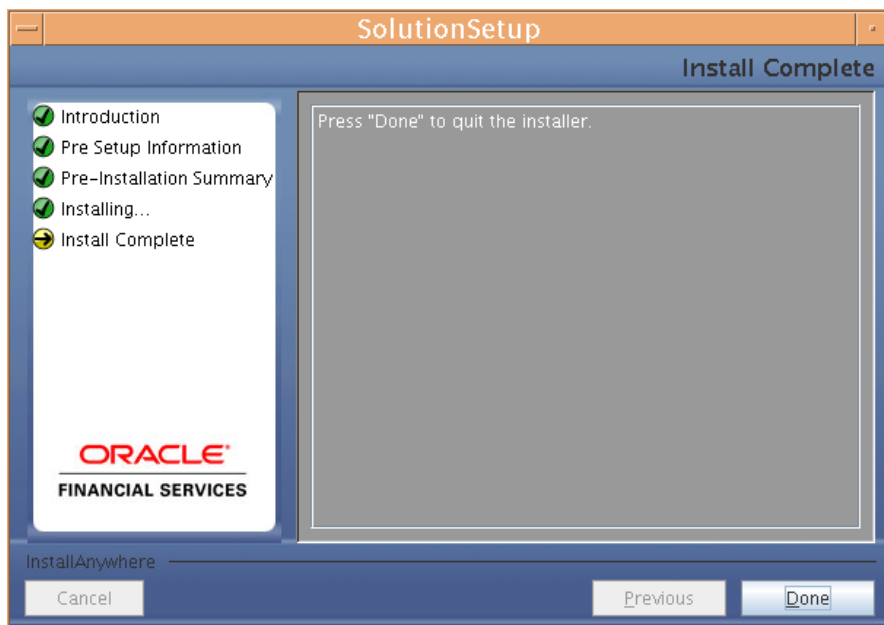 SolutionSetup
Install Complete
Introduction
Pre Setup Information
Pre-Installation Summary
Installing...
Install Complete
ORACLE
FINANCIAL SERVICES
Press "Done" to quit the installer.
InstallAnywhere
Cancel
Previous
Done